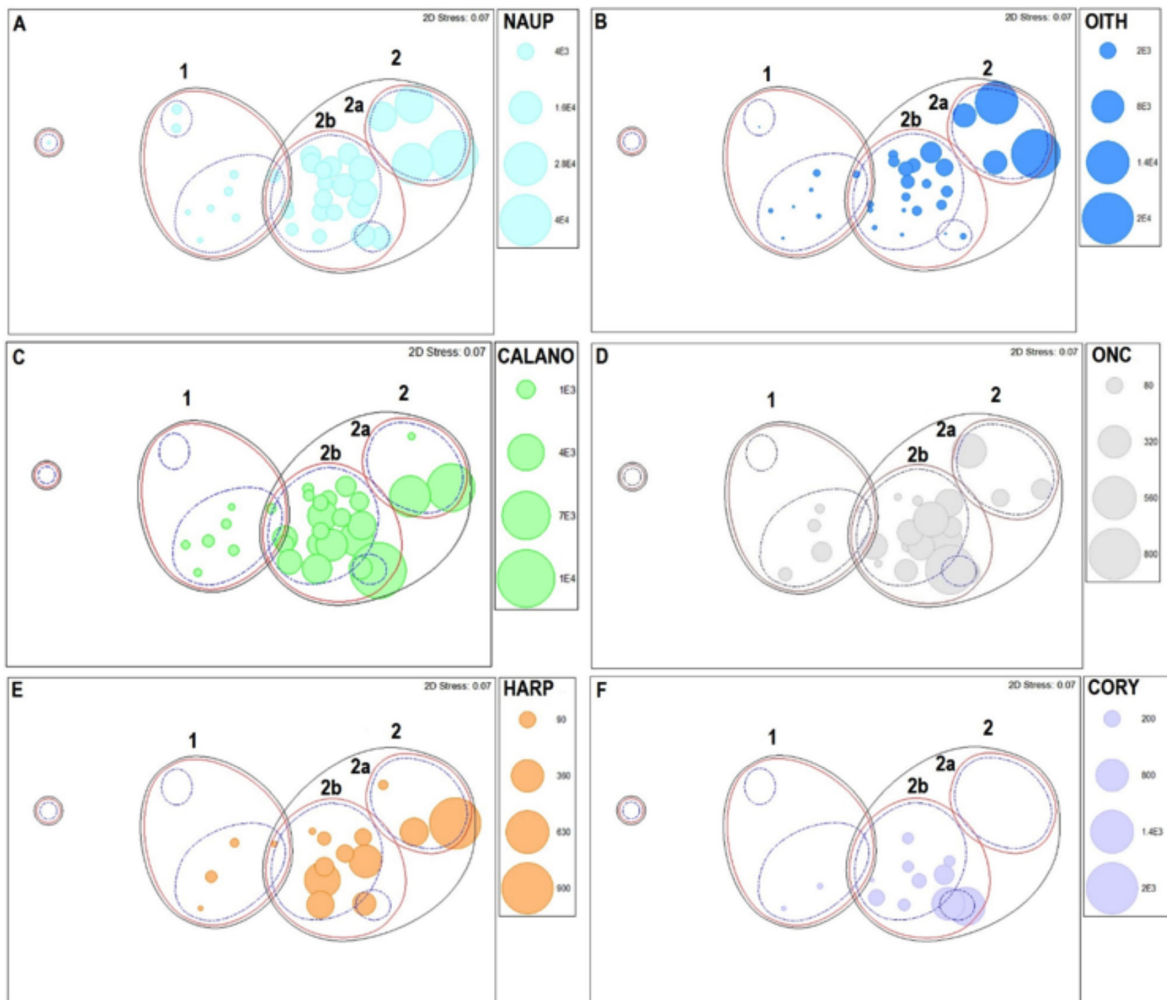 A
2D Stress: 0.07
NAUP
1
2
2a
2b
4E3
1.6E4
2.8E4
4E4
B
2D Stress: 0.07
OITH
1
2
2a
2b
2E3
8E3
1.4E4
2E4
C
2D Stress: 0.07
CALANO
1
2
2a
2b
1E3
4E3
7E3
1E4
D
2D Stress: 0.07
ONC
1
2
2a
2b
80
320
560
800
E
2D Stress: 0.07
HARP
1
2
2a
2b
90
360
630
900
F
2D Stress: 0.07
CORY
1
2
2a
2b
200
800
1.4E3
2E3